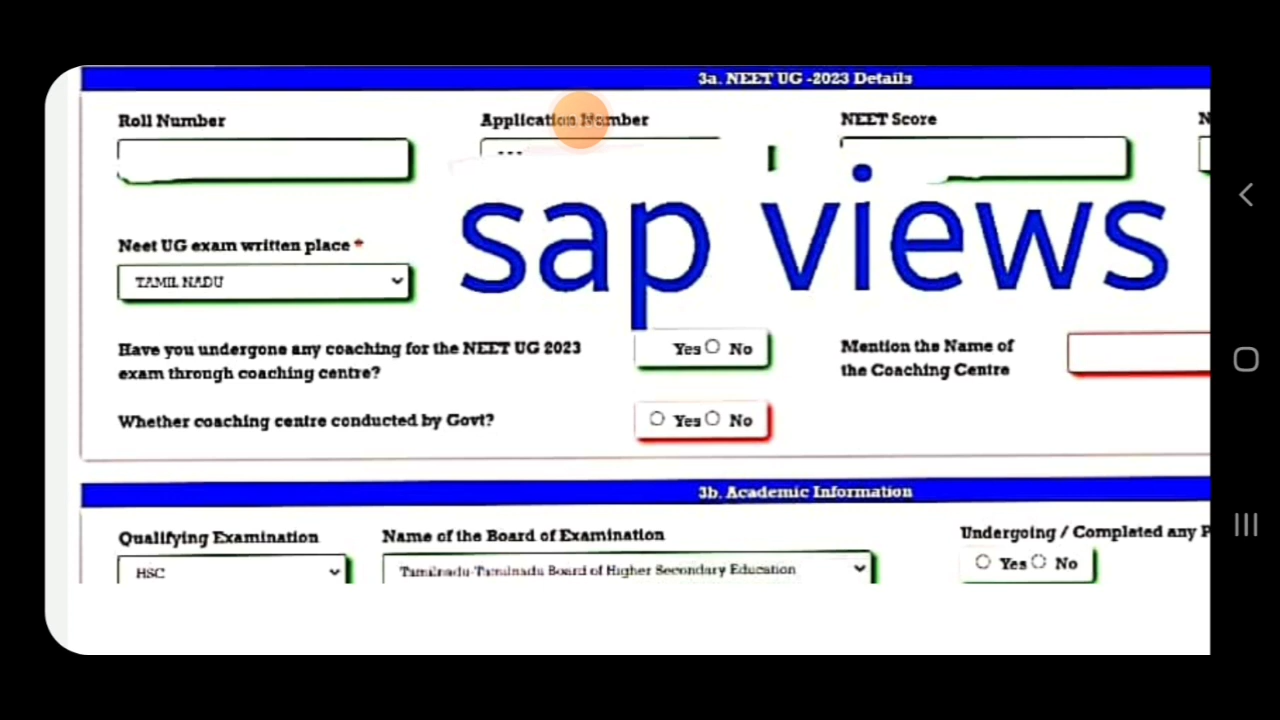 3a. NEET UG -2023 Details
Roll Number
Application Number
NEET Score
N
sap views
Neet UG exam written place *
TAMIL NADU
Have you undergone any coaching for the NEET UG 2023
exam through coaching centre?
Yes No
Mention the Name of
the Coaching Centre
Whether coaching centre conducted by Govt?
Yes No
3b. Academic Information
Qualifying Examination
Name of the Board of Examination
Undergoing / Completed any P
HSC
Tamilnadu-Tamulnadu Board of Higher Secondary Education
Yes No